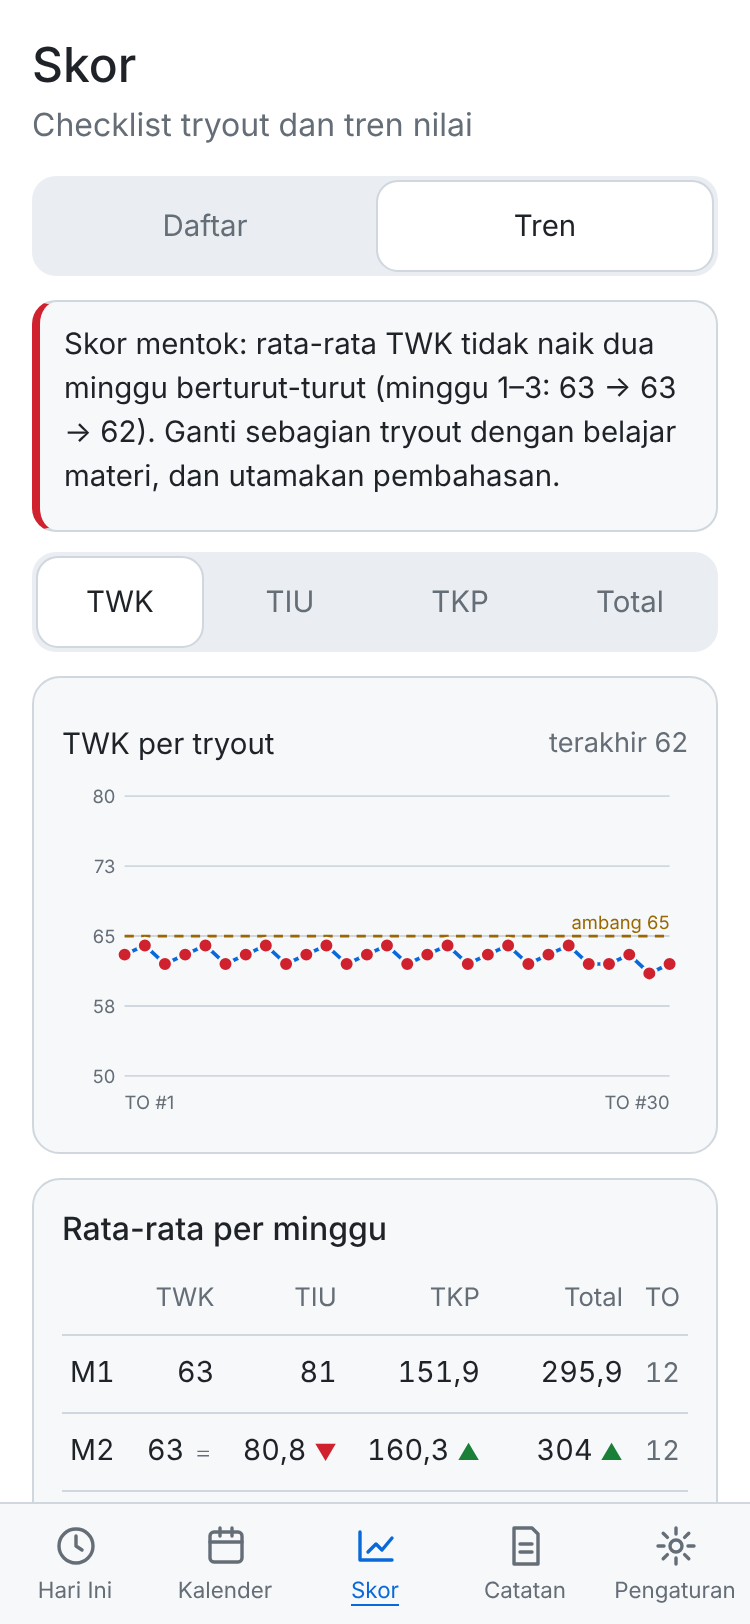 Skor
Checklist tryout dan tren nilai
Daftar Tren
Skor mentok: rata-rata TWK tidak naik dua
minggu berturut-turut (minggu 1–3: 63 → 63
→ 62). Ganti sebagian tryout dengan belajar
materi, dan utamakan pembahasan.
TWK TIU TKP Total
TWK per tryout terakhir 62
80
73
ambang 65
65
58
50
TO #1 TO #30
Rata-rata per minggu
TWK TIU TKP Total TO
M1 63 81 151,9 295,9 12
M2 63 = 80,8 ▼ 160,3 ▲ 304 ▲ 12
Hari Ini Kalender Skor Catatan Pengaturan